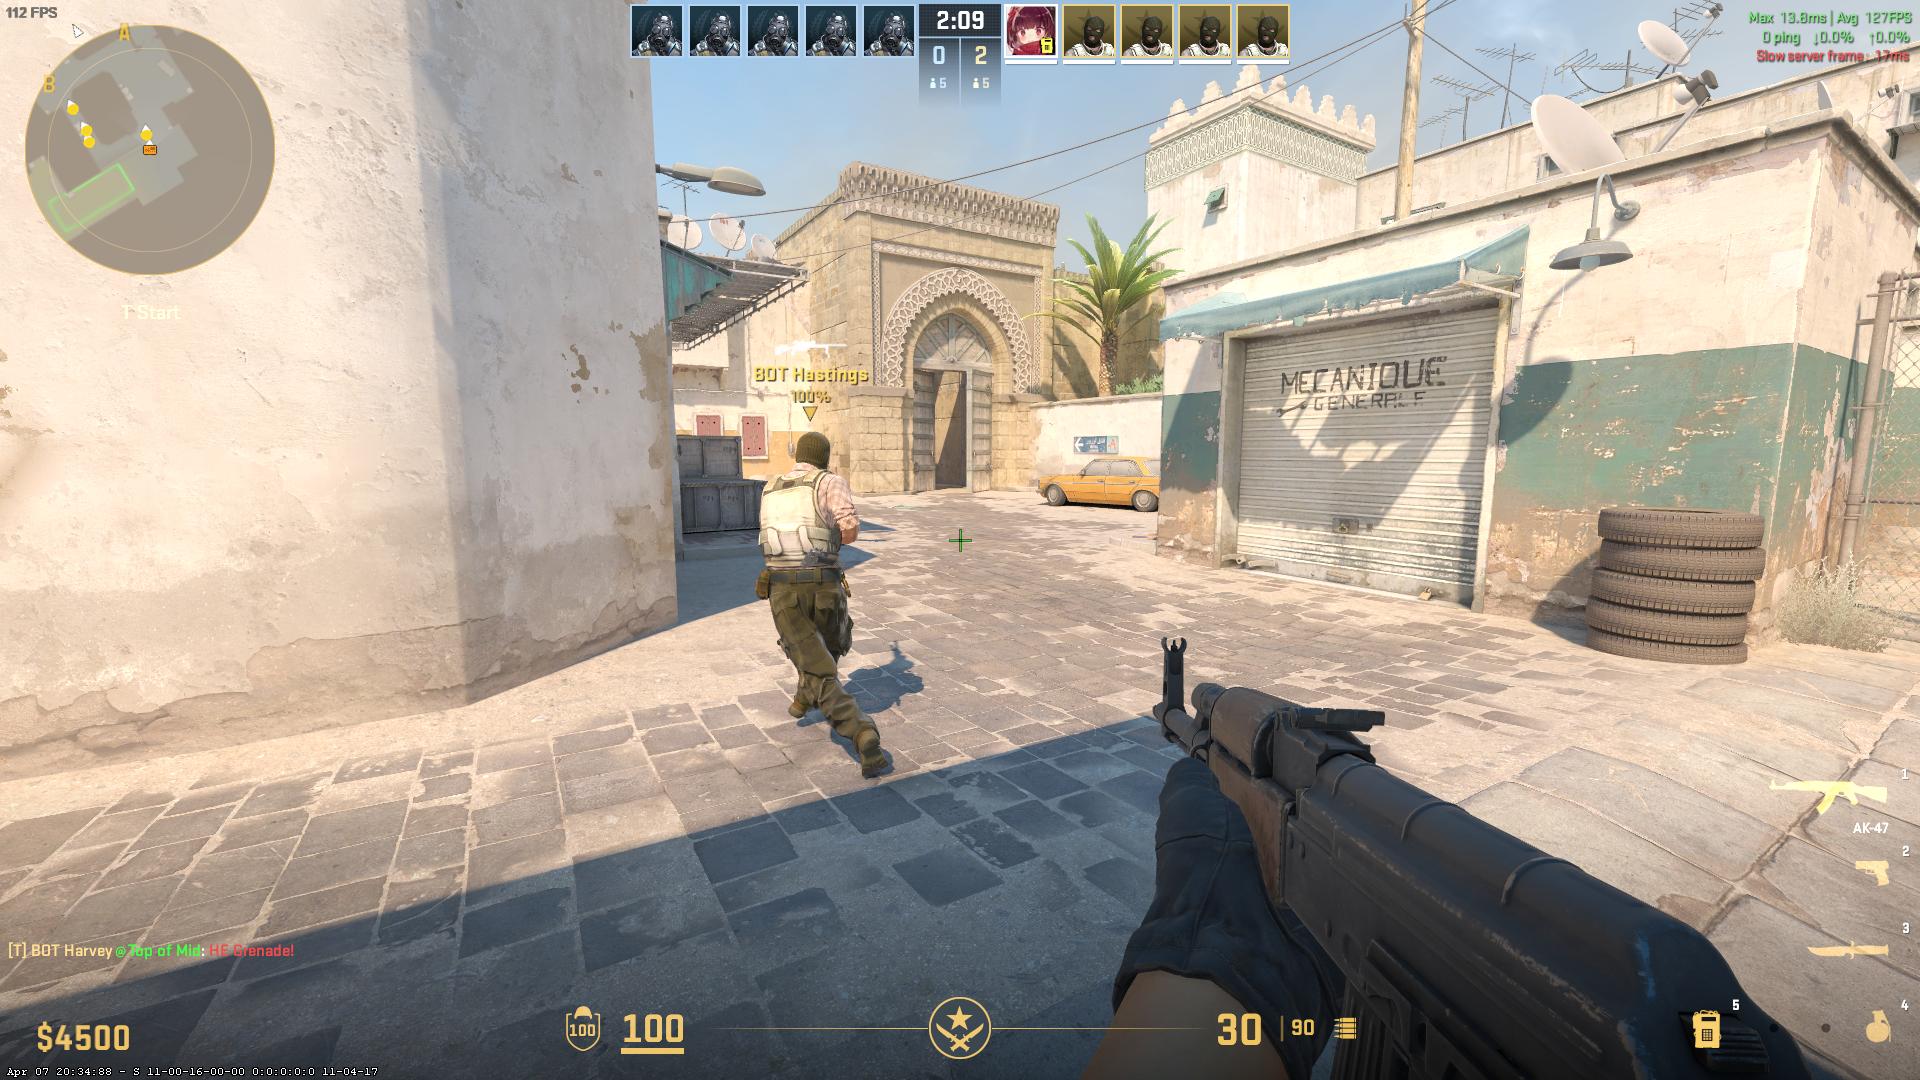 112 FPS
2:09
0 2
5 5
Max 13.8ms | Avg 127FPS
0 ping ↓0.0% ↑0.0%
Slow server frame: 17ms
A
B
T Start
BOT Hastings
100%
MECANIQUE
GENERALE
A
1
AK-47
2
3
[T] BOT Harvey @Top of Mid: HE Grenade!
5
4
$4500
100 100
30 | 90
Apr 07 20:34:88 - S 11-00-16-00-00 0:0:0:0:0 11-04-17